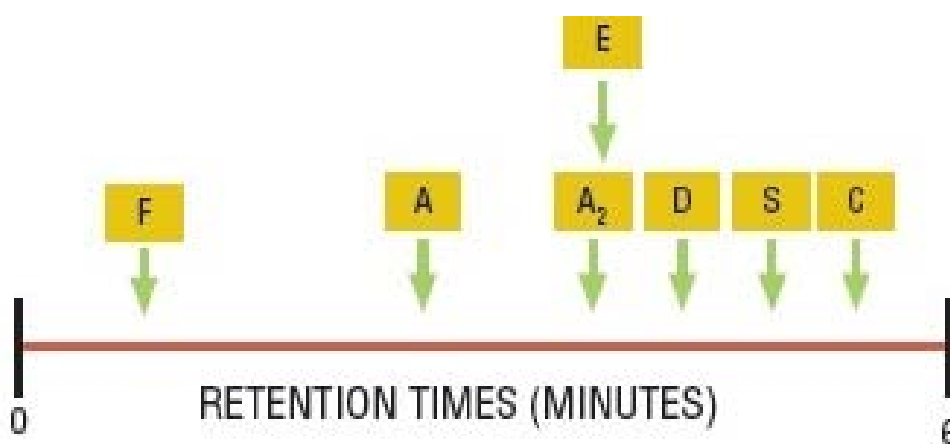 E
F A A₂ D S C
RETENTION TIMES (MINUTES)
0